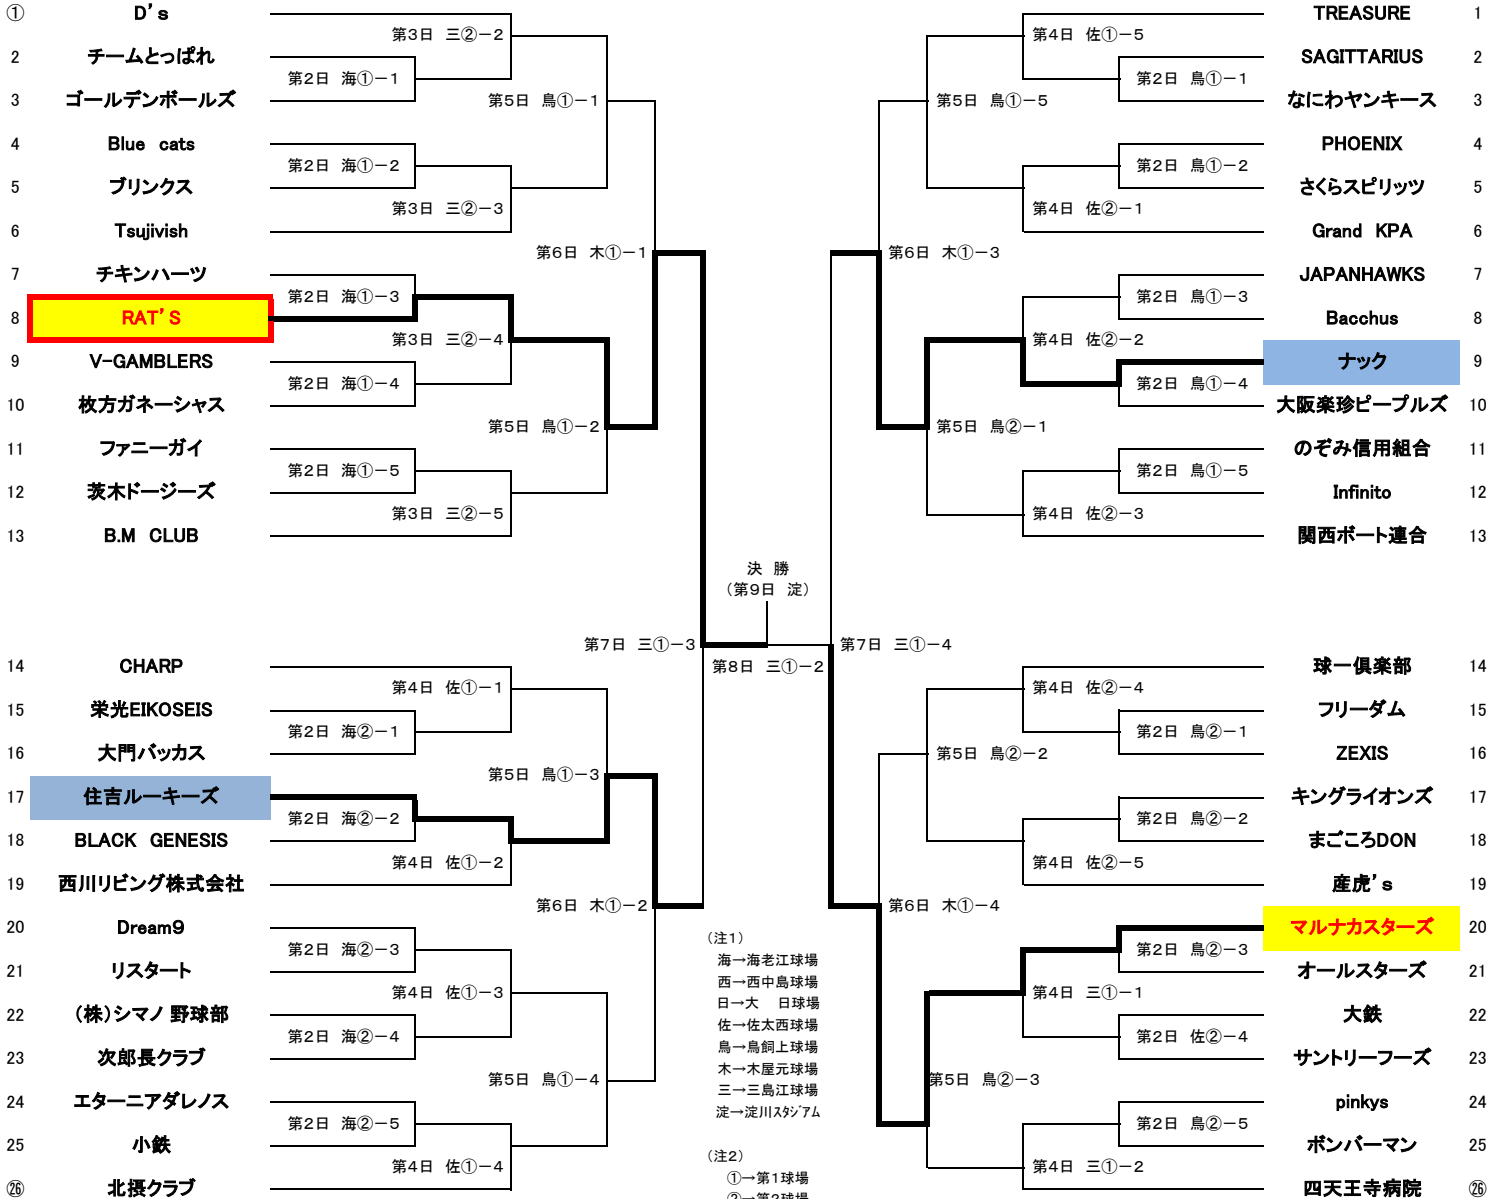 ① D's
第3日 三②-2
2 チームとっぱれ
第2日 海①-1
3 ゴールデンボールズ
第5日 鳥①-1
4 Blue cats
第2日 海①-2
5 ブリンクス
第3日 三②-3
6 Tsujivish
第6日 木①-1
7 チキンハーツ
第2日 海①-3
8 RAT'S
第3日 三②-4
9 V-GAMBLERS
第2日 海①-4
10 枚方ガネーシャス
第5日 鳥①-2
11 ファニーガイ
第2日 海①-5
12 茨木ドージーズ
第3日 三②-5
13 B.M CLUB
第7日 三①-3
14 CHARP
第4日 佐①-1
15 栄光EIKOSEIS
第2日 海②-1
16 大門バッカス
第5日 鳥①-3
17 住吉ルーキーズ
第2日 海②-2
18 BLACK GENESIS
第4日 佐①-2
19 西川リビング株式会社
第6日 木①-2
20 Dream9
第2日 海②-3
21 リスタート
第4日 佐①-3
22 (株)シマノ 野球部
第2日 海②-4
23 次郎長クラブ
第5日 鳥①-4
24 エターニアダレノス
第2日 海②-5
25 小鉄
第4日 佐①-4
㉖ 北摂クラブ
決 勝
(第9日 淀)
第8日 三①-2
(注1)
海→海老江球場
西→西中島球場
日→大 日球場
佐→佐太西球場
鳥→鳥飼上球場
木→木屋元球場
三→三島江球場
淀→淀川スタジアム
(注2)
①→第1球場
②→第2球場
TREASURE 1
第4日 佐①-5
SAGITTARIUS 2
第2日 鳥①-1
なにわヤンキース 3
第5日 鳥①-5
PHOENIX 4
第2日 鳥①-2
さくらスピリッツ 5
第4日 佐②-1
Grand KPA 6
第6日 木①-3
JAPANHAWKS 7
第2日 鳥①-3
Bacchus 8
第4日 佐②-2
ナック 9
第2日 鳥①-4
大阪楽珍ピープルズ 10
第5日 鳥②-1
のぞみ信用組合 11
第2日 鳥①-5
Infinito 12
第4日 佐②-3
関西ボート連合 13
第7日 三①-4
球一倶楽部 14
第4日 佐②-4
フリーダム 15
第2日 鳥②-1
ZEXIS 16
第5日 鳥②-2
キングライオンズ 17
第2日 鳥②-2
まごころDON 18
第4日 佐②-5
産虎's 19
第6日 木①-4
マルナカスターズ 20
第2日 鳥②-3
オールスターズ 21
第4日 三①-1
大鉄 22
第2日 佐②-4
サントリーフーズ 23
第5日 鳥②-3
pinkys 24
第2日 鳥②-5
ボンバーマン 25
第4日 三①-2
四天王寺病院 ㉖